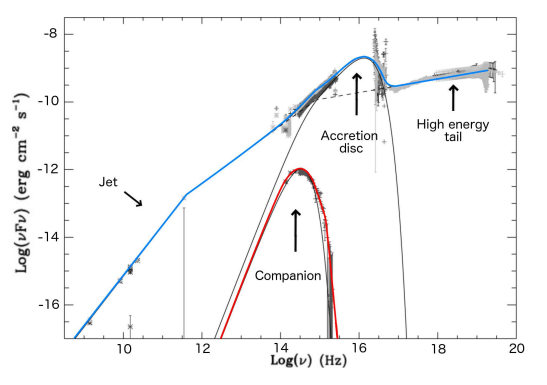 -8
-10
-12
-14
-16
Log(νFν) (erg cm⁻² s⁻¹)
Jet
Accretion
disc
High energy
tail
Companion
10
12
14
16
18
20
Log(ν) (Hz)